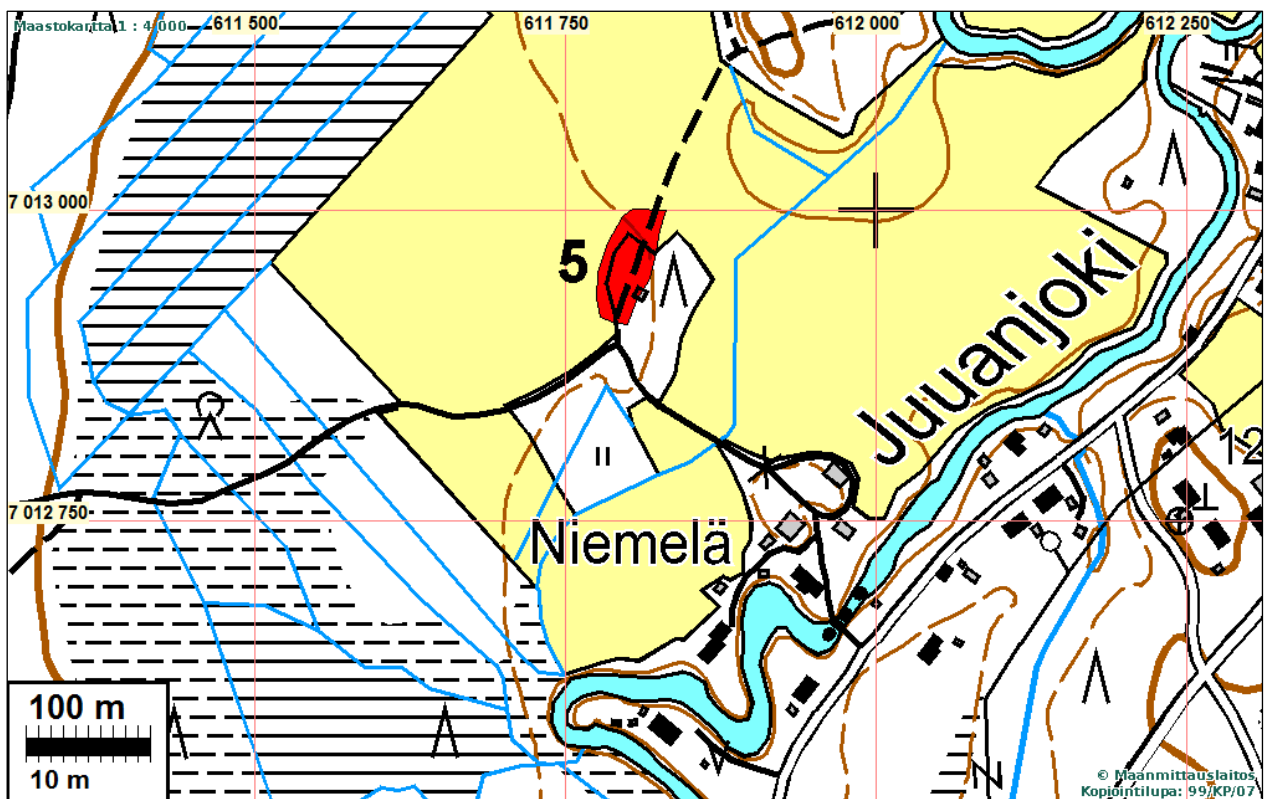 Maastokartta 1 : 4 000
611 500
611 750
612 000
612 250
7 013 000
5
Juuanjoki
12
7 012 750
Niemelä
100 m
10 m
© Maanmittauslaitos
Kopiointilupa: 99/KP/07